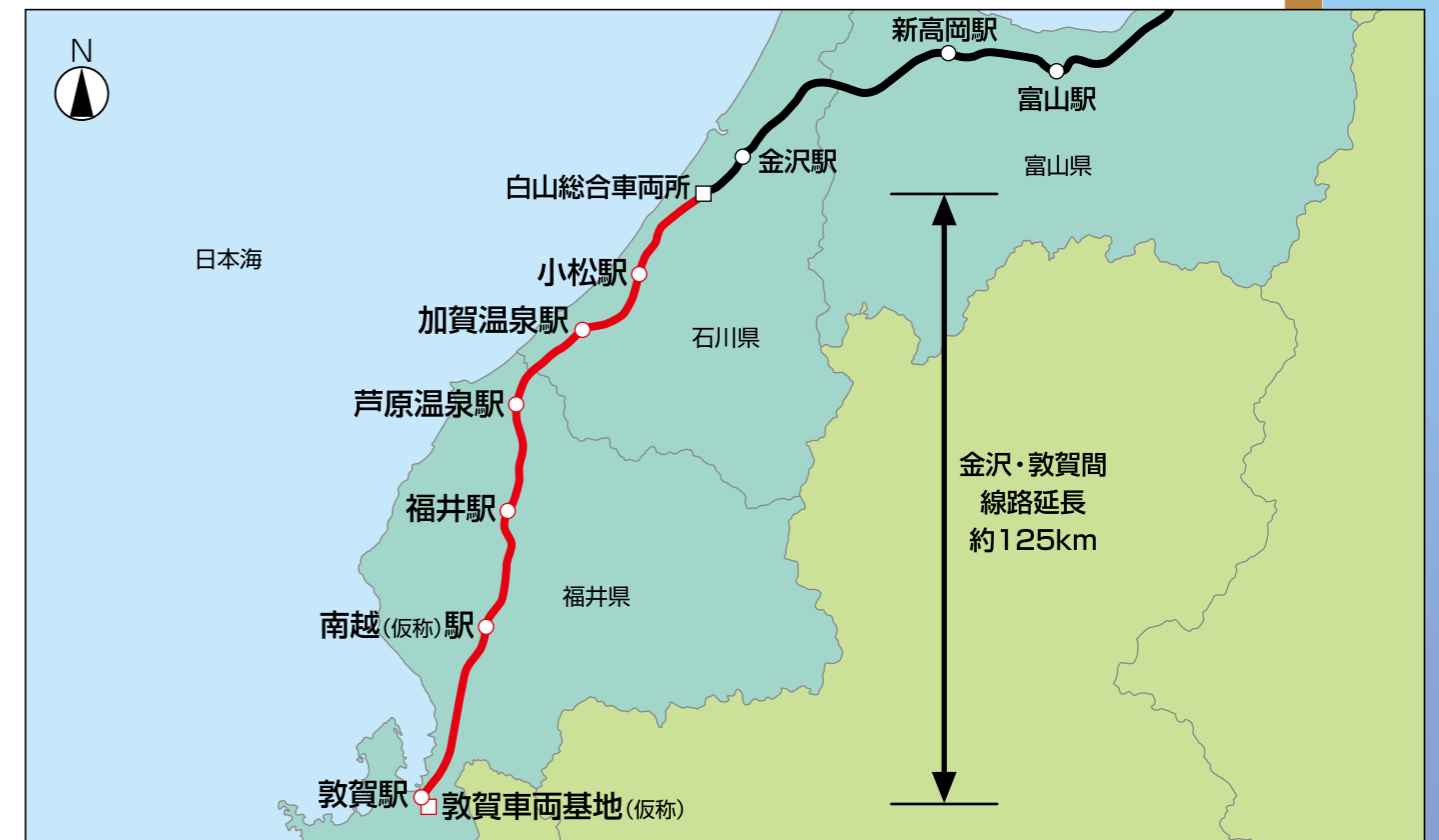 N
新高岡駅
富山駅
金沢駅
富山県
白山総合車両所
日本海
小松駅
加賀温泉駅
石川県
芦原温泉駅
金沢・敦賀間
線路延長
約125km
福井駅
福井県
南越(仮称)駅
敦賀駅
敦賀車両基地(仮称)